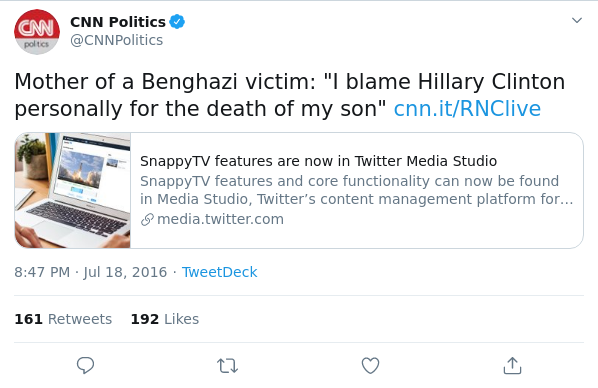 CNN
politics
CNN Politics
@CNNPolitics
Mother of a Benghazi victim: "I blame Hillary Clinton
personally for the death of my son" cnn.it/RNClive
SnappyTV features are now in Twitter Media Studio
SnappyTV features and core functionality can now be found
in Media Studio, Twitter’s content management platform for...
media.twitter.com
8:47 PM · Jul 18, 2016 · TweetDeck
161 Retweets 192 Likes